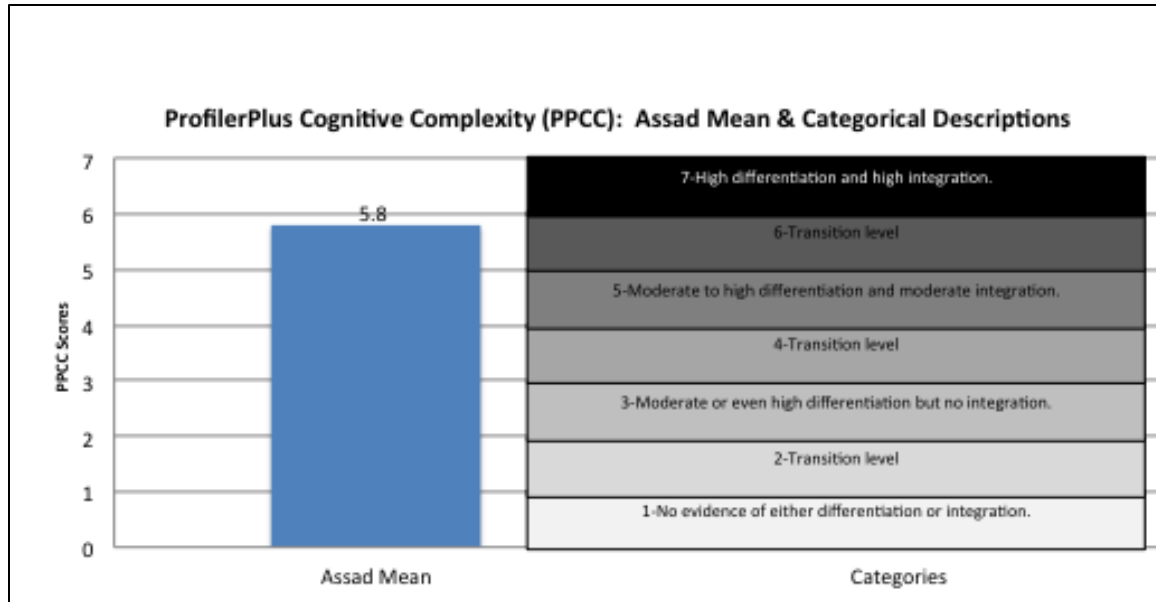 ProfilerPlus Cognitive Complexity (PPCC): Assad Mean & Categorical Descriptions
PPCC Scores
7
6
5
4
3
2
1
0
5.8
7-High differentiation and high integration.
6-Transition level
5-Moderate to high differentiation and moderate integration.
4-Transition level
3-Moderate or even high differentiation but no integration.
2-Transition level
1-No evidence of either differentiation or integration.
Assad Mean
Categories